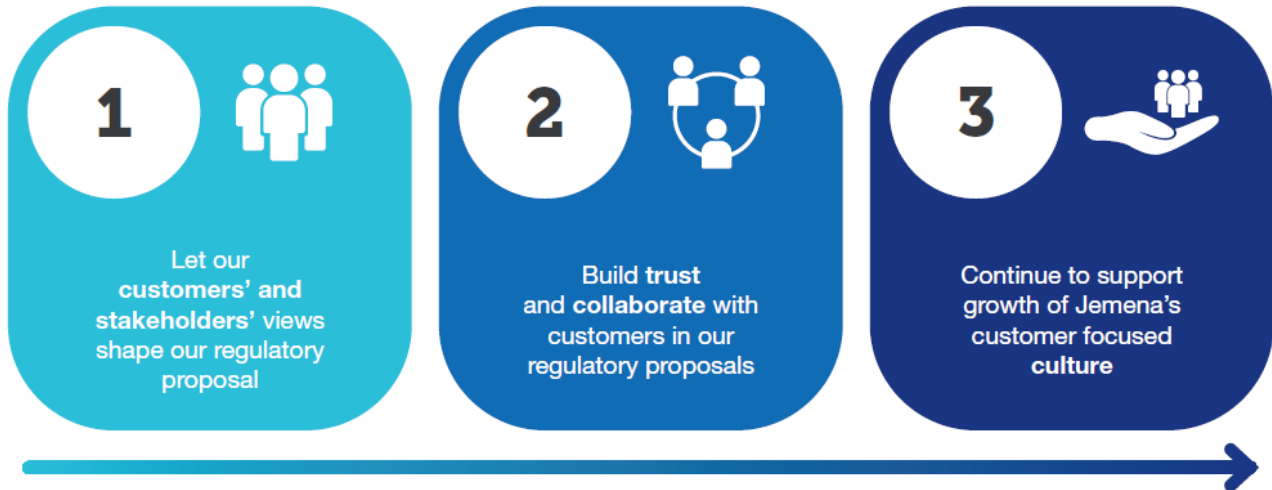 1
Let our
customers’ and
stakeholders’ views
shape our regulatory
proposal
2
Build trust
and collaborate with
customers in our
regulatory proposals
3
Continue to support
growth of Jemena’s
customer focused
culture